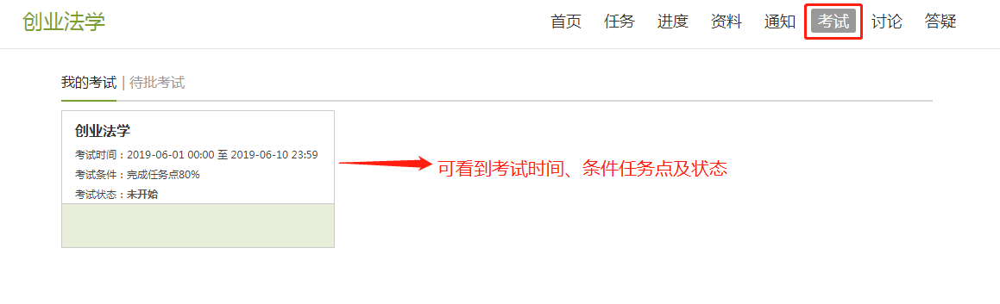 创业法学
首页 任务 进度 资料 通知 考试 讨论 答疑
我的考试 | 待批考试
创业法学
考试时间：2019-06-01 00:00 至 2019-06-10 23:59
考试条件：完成任务点80%
考试状态：未开始
可看到考试时间、条件任务点及状态